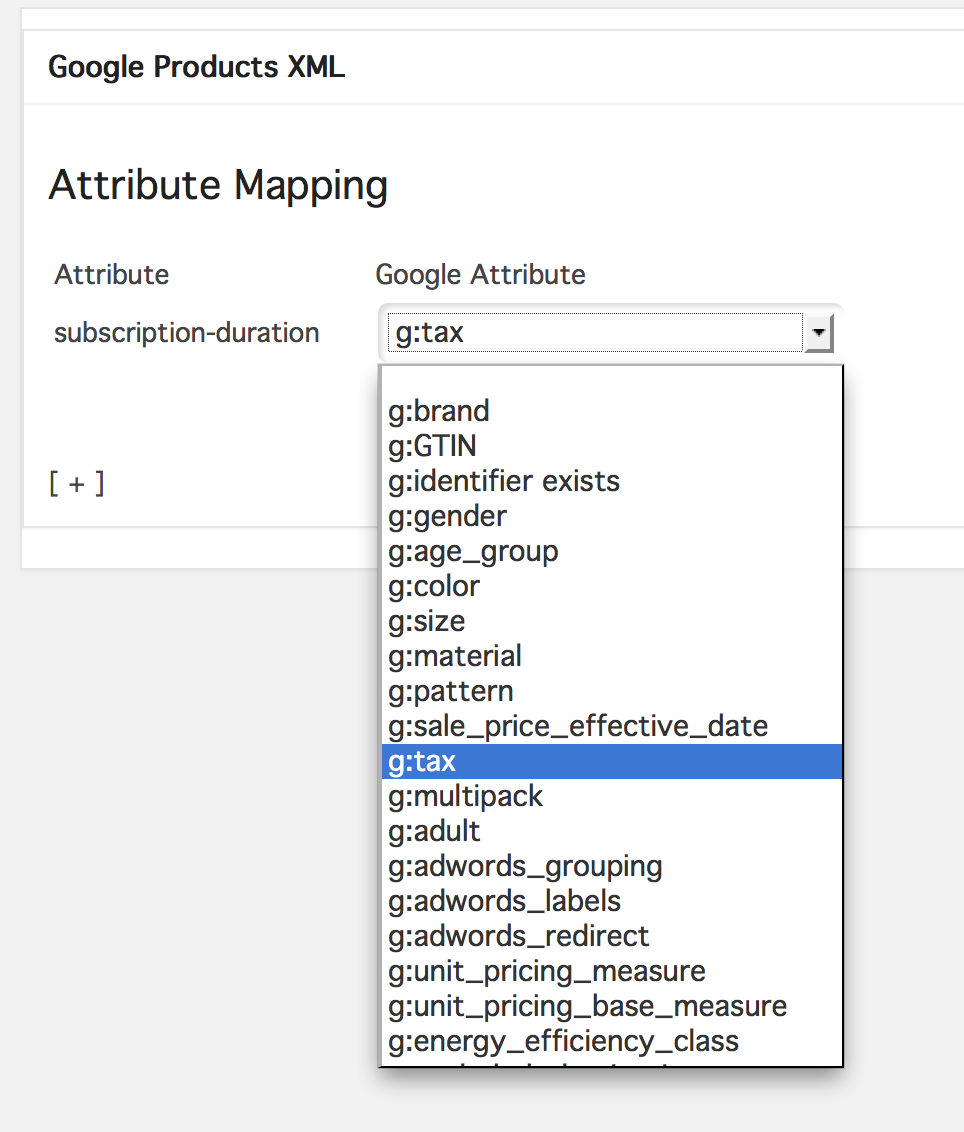 Google Products XML
Attribute Mapping
Attribute Google Attribute
subscription-duration g:tax
g:brand
g:GTIN
[ + ] g:identifier exists
g:gender
g:age_group
g:color
g:size
g:material
g:pattern
g:sale_price_effective_date
g:tax
g:multipack
g:adult
g:adwords_grouping
g:adwords_labels
g:adwords_redirect
g:unit_pricing_measure
g:unit_pricing_base_measure
g:energy_efficiency_class